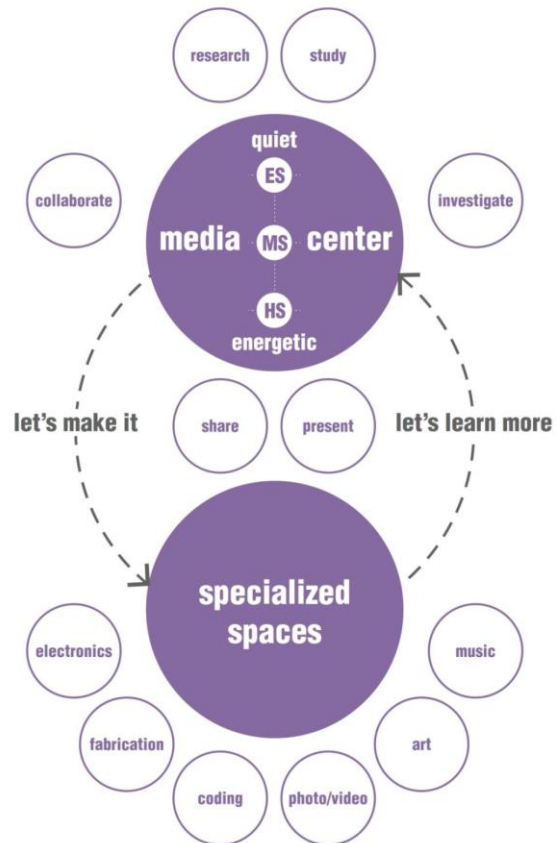 research
study
quiet
ES
collaborate
investigate
media MS center
HS
energetic
let's make it
share
present
let's learn more
specialized
spaces
electronics
music
fabrication
art
coding
photo/video